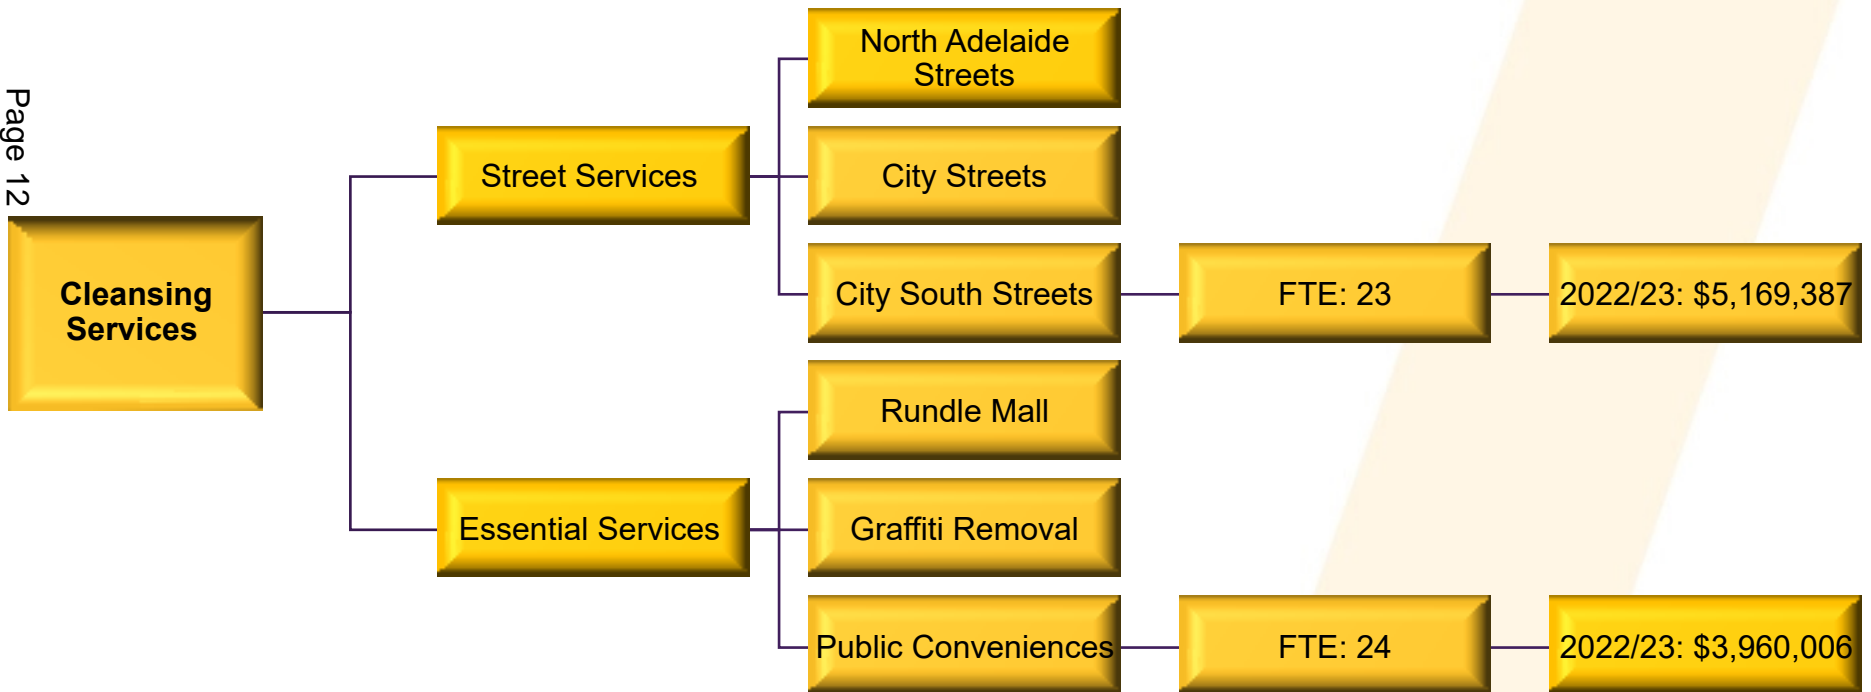 Page 12
Cleansing
Services
Street Services
North Adelaide
Streets
City Streets
City South Streets
FTE: 23
2022/23: $5,169,387
Essential Services
Rundle Mall
Graffiti Removal
Public Conveniences
FTE: 24
2022/23: $3,960,006